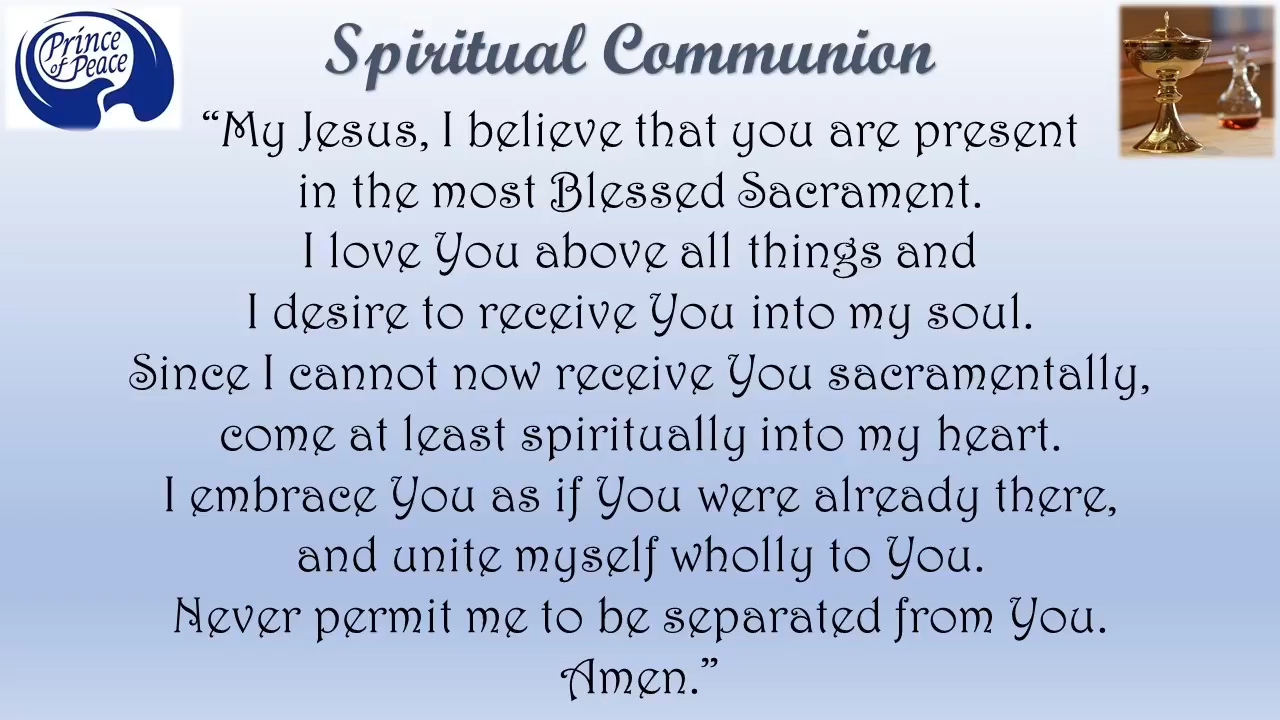 Prince
of Peace
Spiritual Communion
“My Jesus, I believe that you are present
in the most Blessed Sacrament.
I love You above all things and
I desire to receive You into my soul.
Since I cannot now receive You sacramentally,
come at least spiritually into my heart.
I embrace You as if You were already there,
and unite myself wholly to You.
Never permit me to be separated from You.
Amen.”